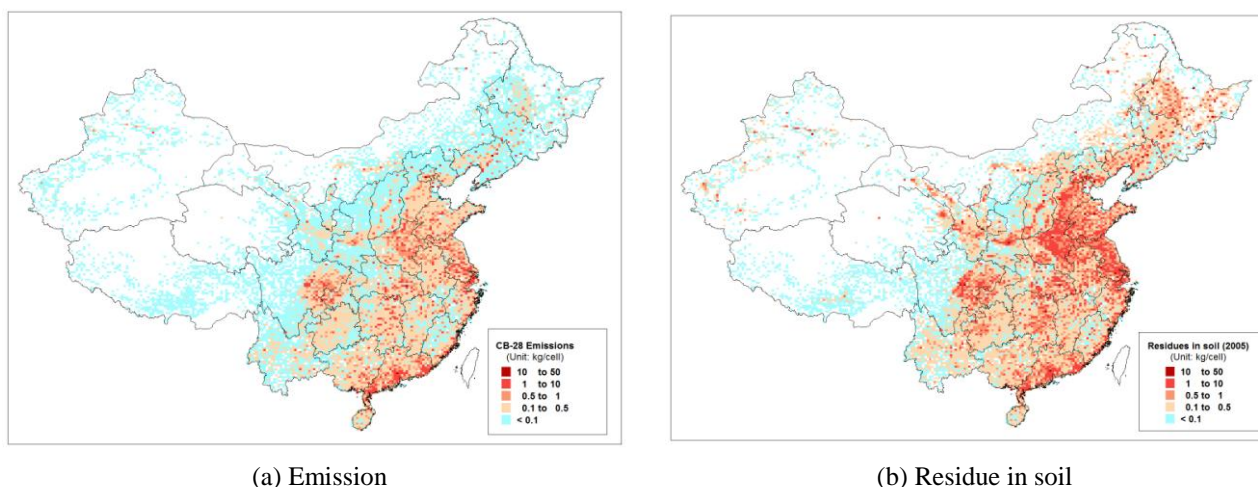 CB-28 Emissions
(Unit: kg/cell)
10 to 50
1 to 10
0.5 to 1
0.1 to 0.5
< 0.1
Residues in soil (2005)
(Unit: kg/cell)
10 to 50
1 to 10
0.5 to 1
0.1 to 0.5
< 0.1
(a) Emission
(b) Residue in soil